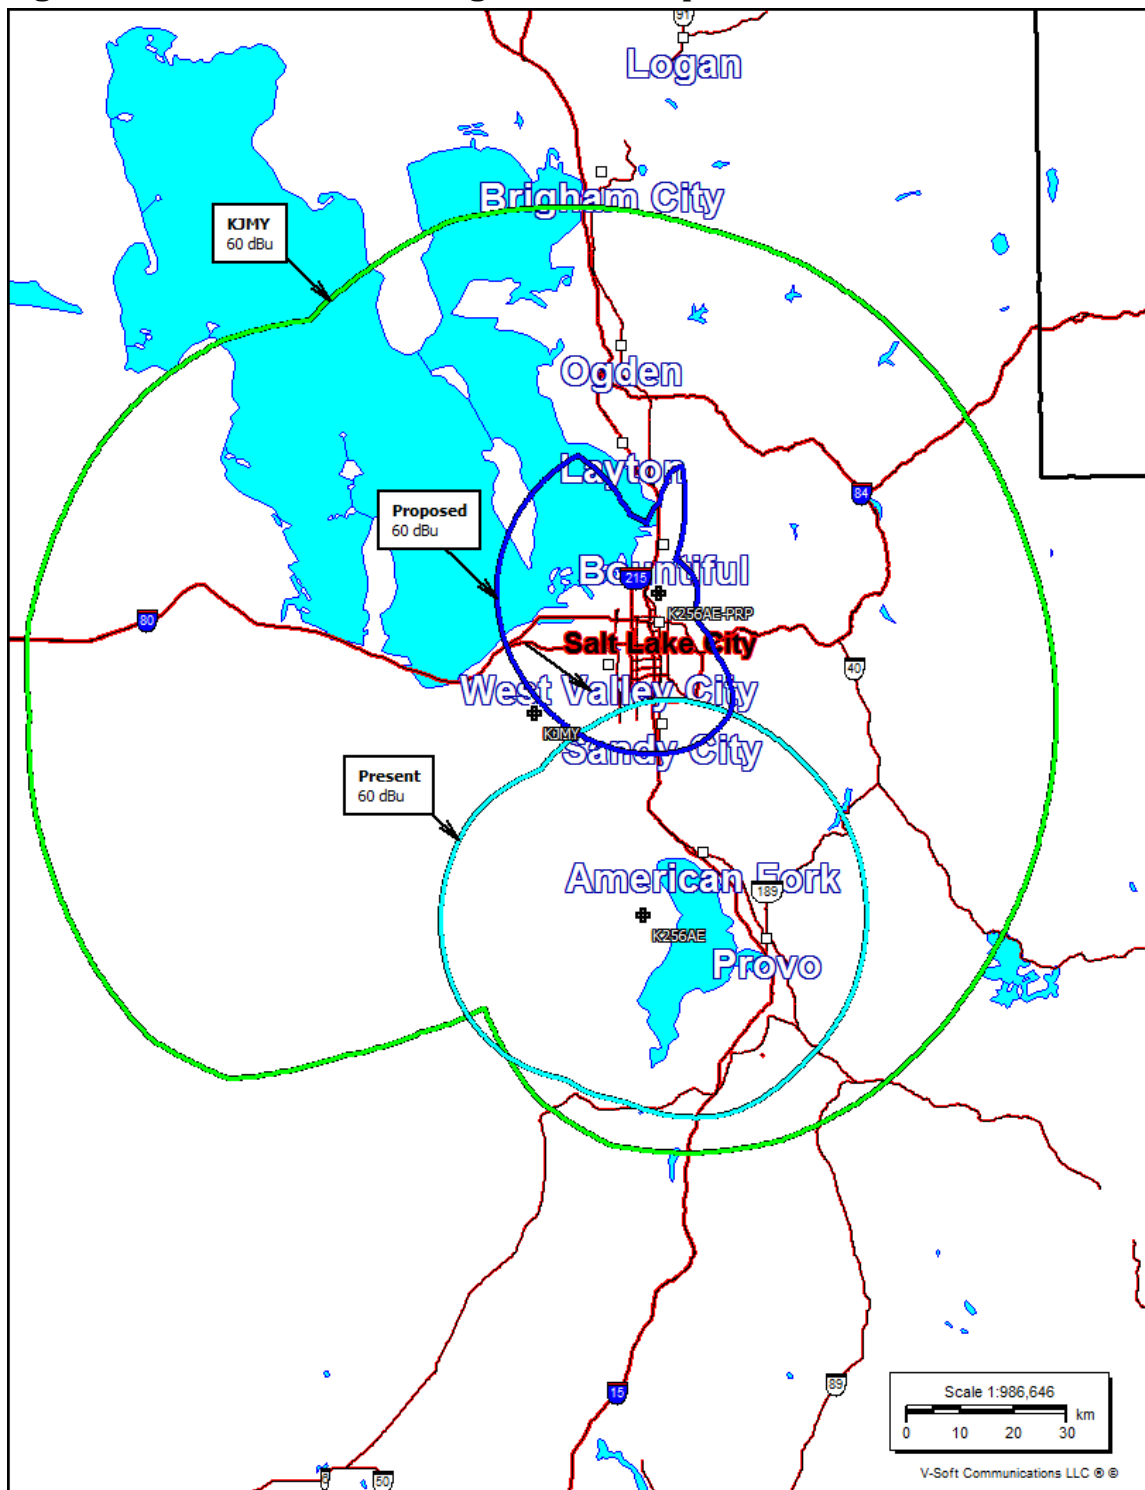 91
Logan
Brigham City
KJMY
60 dBu
Ogden
Layton
84
Proposed
60 dBu
Bountiful
215
K256AE-PRP
80
Salt Lake City
40
West Valley City
KJMY
Sandy City
Present
60 dBu
American Fork
189
K256AE
Provo
15
89
Scale 1:986,646
km
0 10 20 30
6
50
V-Soft Communications LLC ® ©